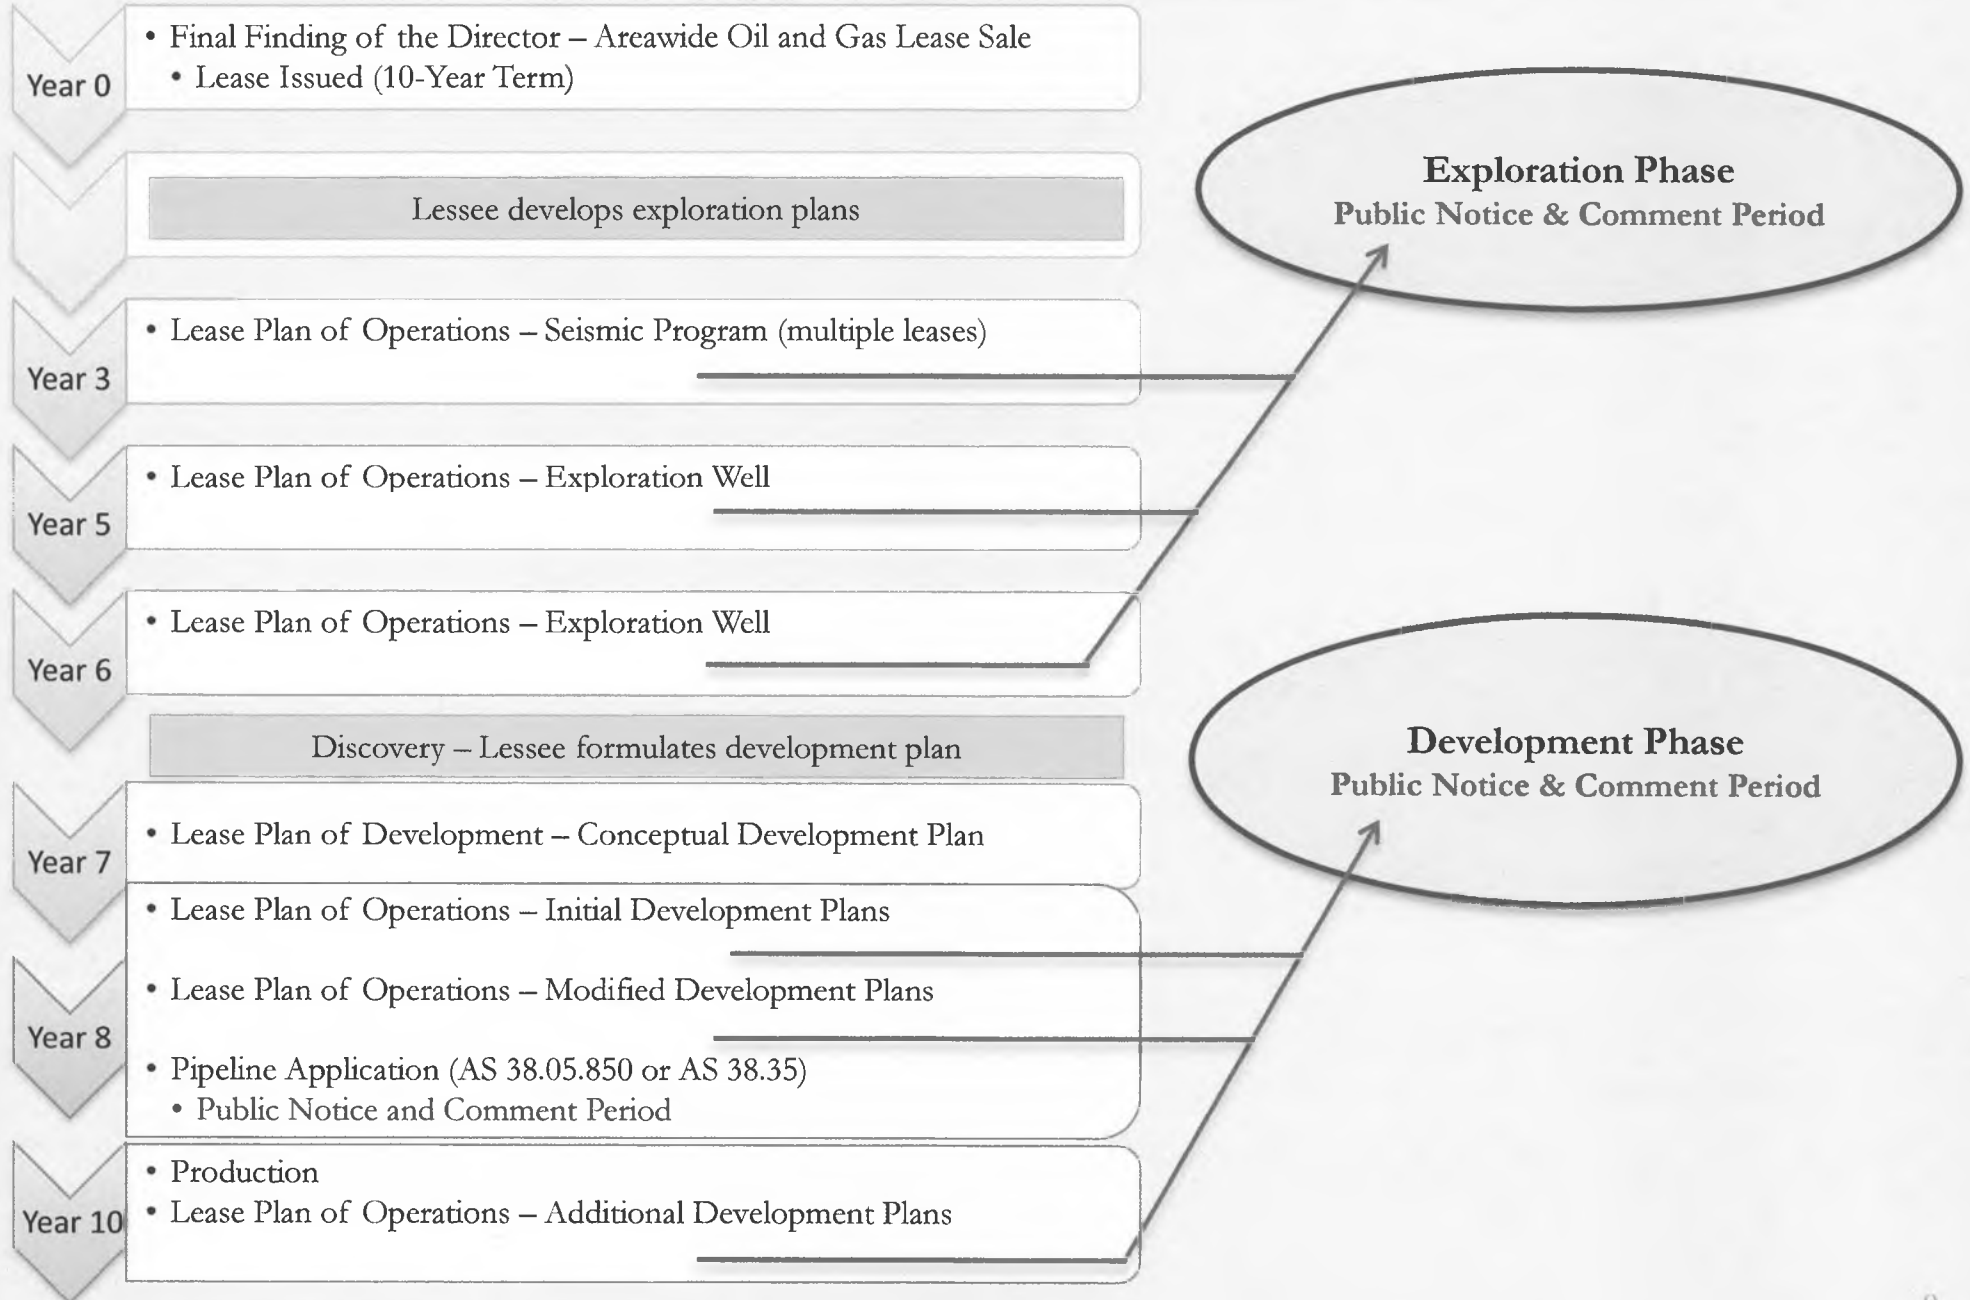 Year 0
• Final Finding of the Director – Areawide Oil and Gas Lease Sale
• Lease Issued (10-Year Term)
Lessee develops exploration plans
Exploration Phase
Public Notice & Comment Period
Year 3
• Lease Plan of Operations – Seismic Program (multiple leases)
Year 5
• Lease Plan of Operations – Exploration Well
Year 6
• Lease Plan of Operations – Exploration Well
Discovery – Lessee formulates development plan
Development Phase
Public Notice & Comment Period
Year 7
• Lease Plan of Development – Conceptual Development Plan
• Lease Plan of Operations – Initial Development Plans
Year 8
• Lease Plan of Operations – Modified Development Plans
• Pipeline Application (AS 38.05.850 or AS 38.35)
• Public Notice and Comment Period
Year 10
• Production
• Lease Plan of Operations – Additional Development Plans